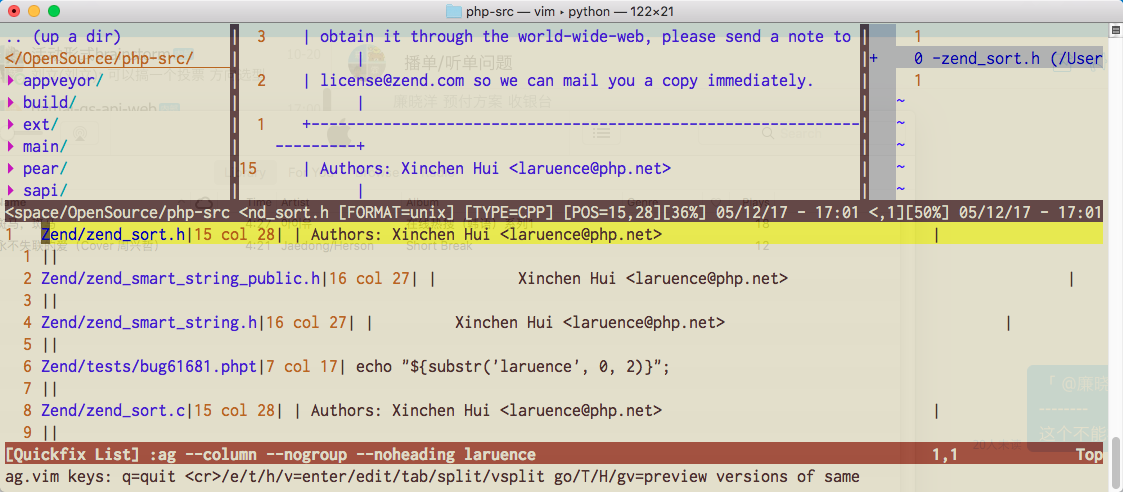 php-src — vim ▸ python — 122×21
.. (up a dir)
</OpenSource/php-src/
▸ appveyor/
▸ build/
▸ ext/
▸ main/
▸ pear/
▸ sapi/
3 | obtain it through the world-wide-web, please send a note to
|
2 | license@zend.com so we can mail you a copy immediately.
|
1 +----------------------------------------------------------
----------+
15 | Authors: Xinchen Hui <laruence@php.net>
|
1
+ 0 -zend_sort.h (/User
1
~
~
~
~
~
<space/OpenSource/php-src <nd_sort.h [FORMAT=unix] [TYPE=CPP] [POS=15,28][36%] 05/12/17 - 17:01 <,1][50%] 05/12/17 - 17:01
1 Zend/zend_sort.h|15 col 28| | Authors: Xinchen Hui <laruence@php.net> |
1 ||
2 Zend/zend_smart_string_public.h|16 col 27| | Xinchen Hui <laruence@php.net> |
3 ||
4 Zend/zend_smart_string.h|16 col 27| | Xinchen Hui <laruence@php.net> |
5 ||
6 Zend/tests/bug61681.phpt|7 col 17| echo "${substr('laruence', 0, 2)}";
7 ||
8 Zend/zend_sort.c|15 col 28| | Authors: Xinchen Hui <laruence@php.net> |
9 ||
[Quickfix List] :ag --column --nogroup --noheading laruence 1,1 Top
ag.vim keys: q=quit <cr>/e/t/h/v=enter/edit/tab/split/vsplit go/T/H/gv=preview versions of same